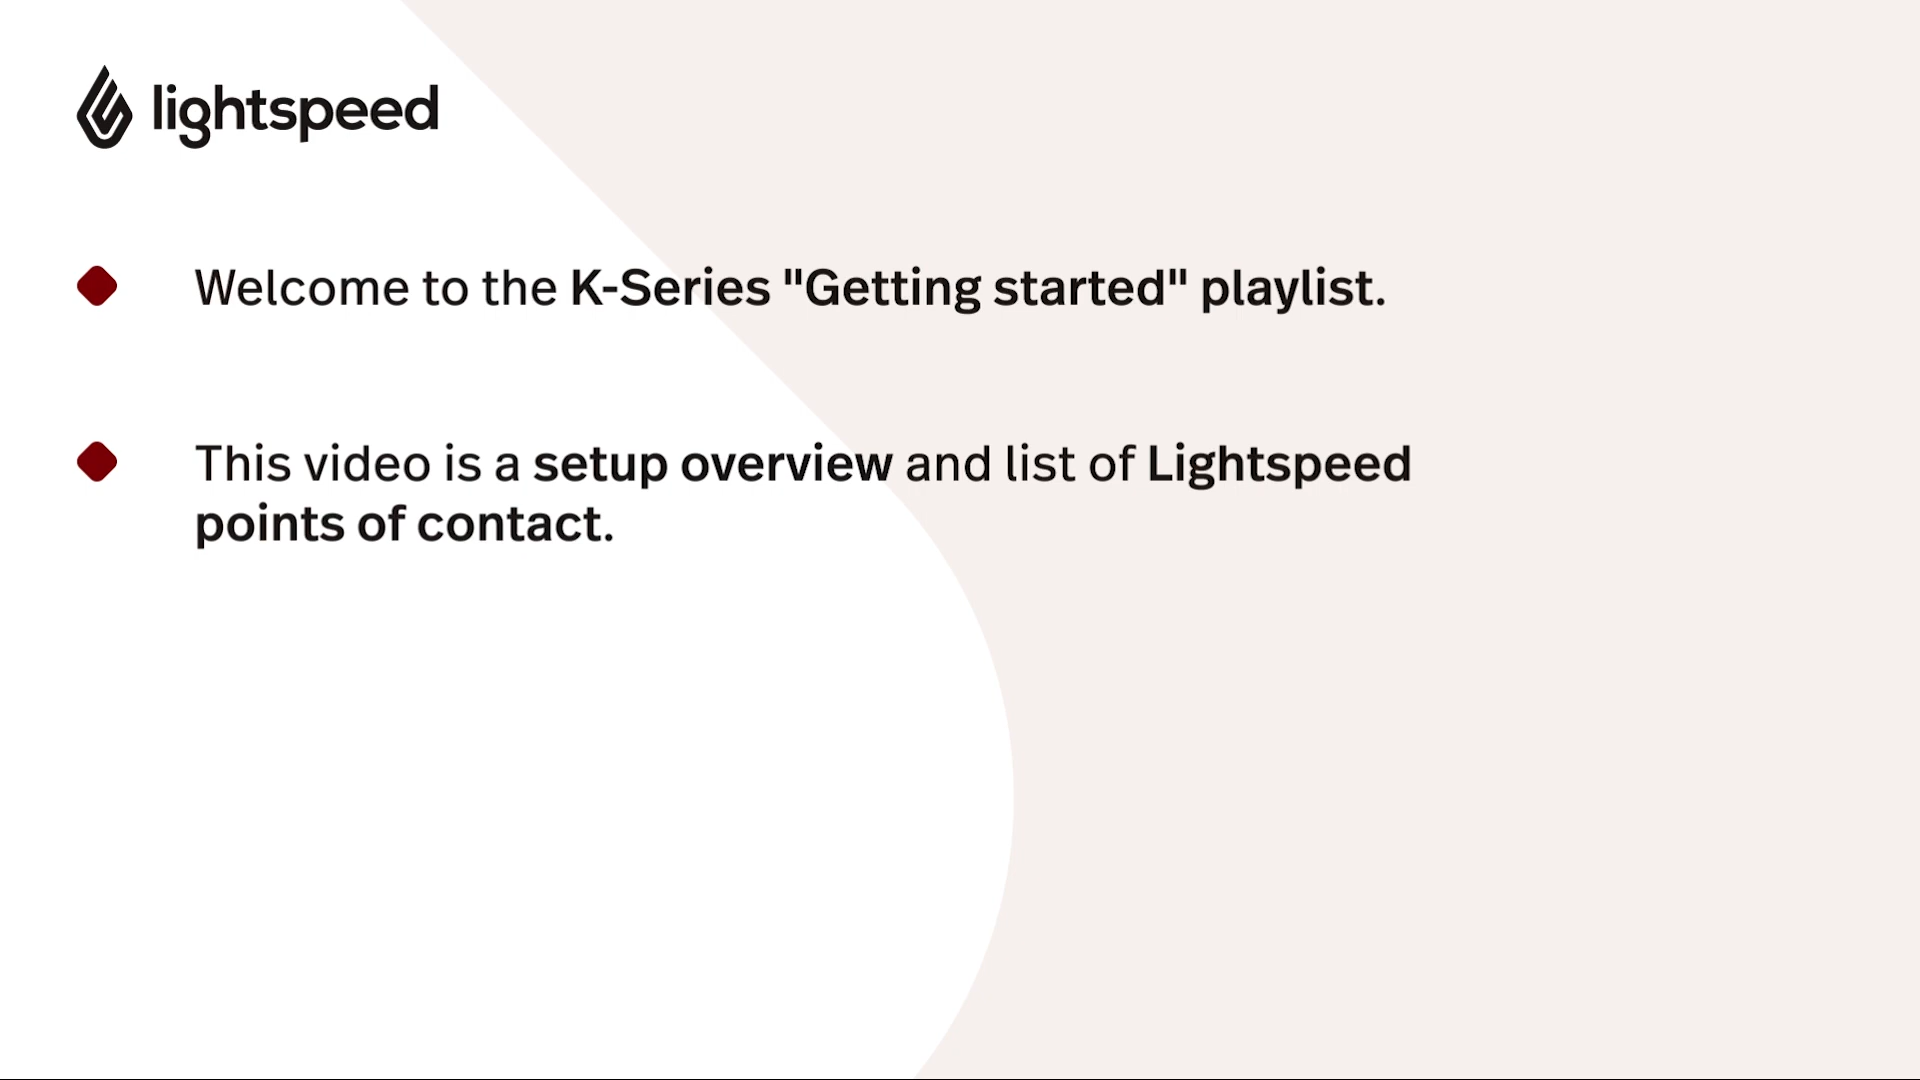 lightspeed
Welcome to the K-Series "Getting started" playlist.
This video is a setup overview and list of Lightspeed
points of contact.